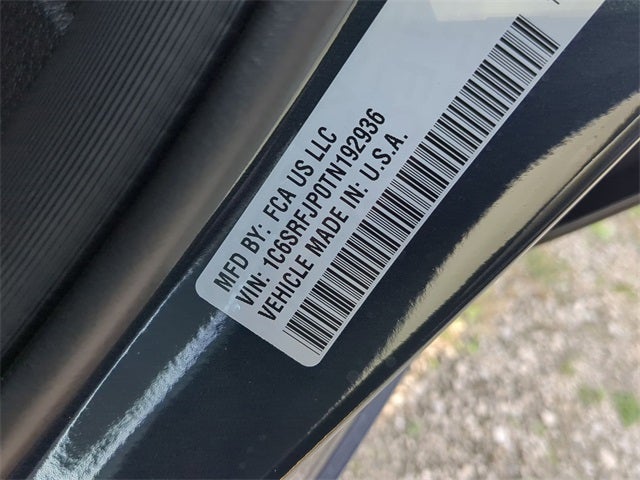 MFD BY: FCA US LLC
VIN: 1C6SRFJP0TN192936
VEHICLE MADE IN: U.S.A.